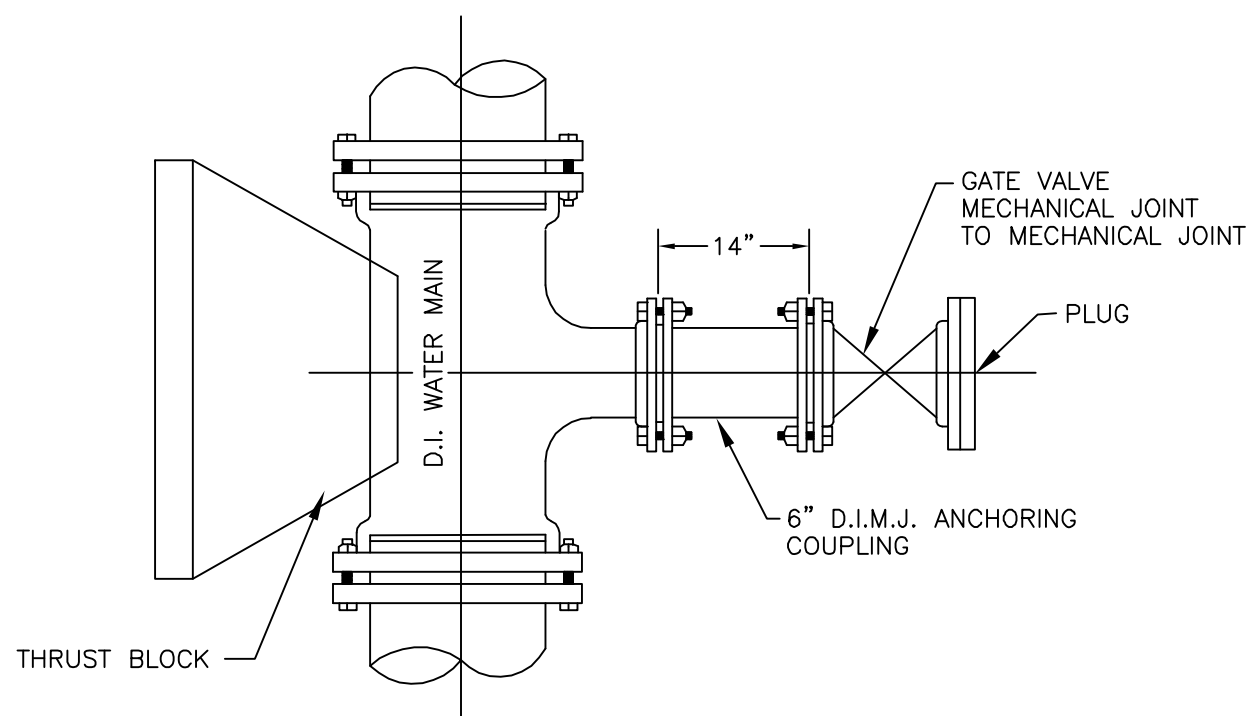 GATE VALVE
MECHANICAL JOINT
TO MECHANICAL JOINT
14”
PLUG
D.I. WATER MAIN
6” D.I.M.J. ANCHORING
COUPLING
THRUST BLOCK